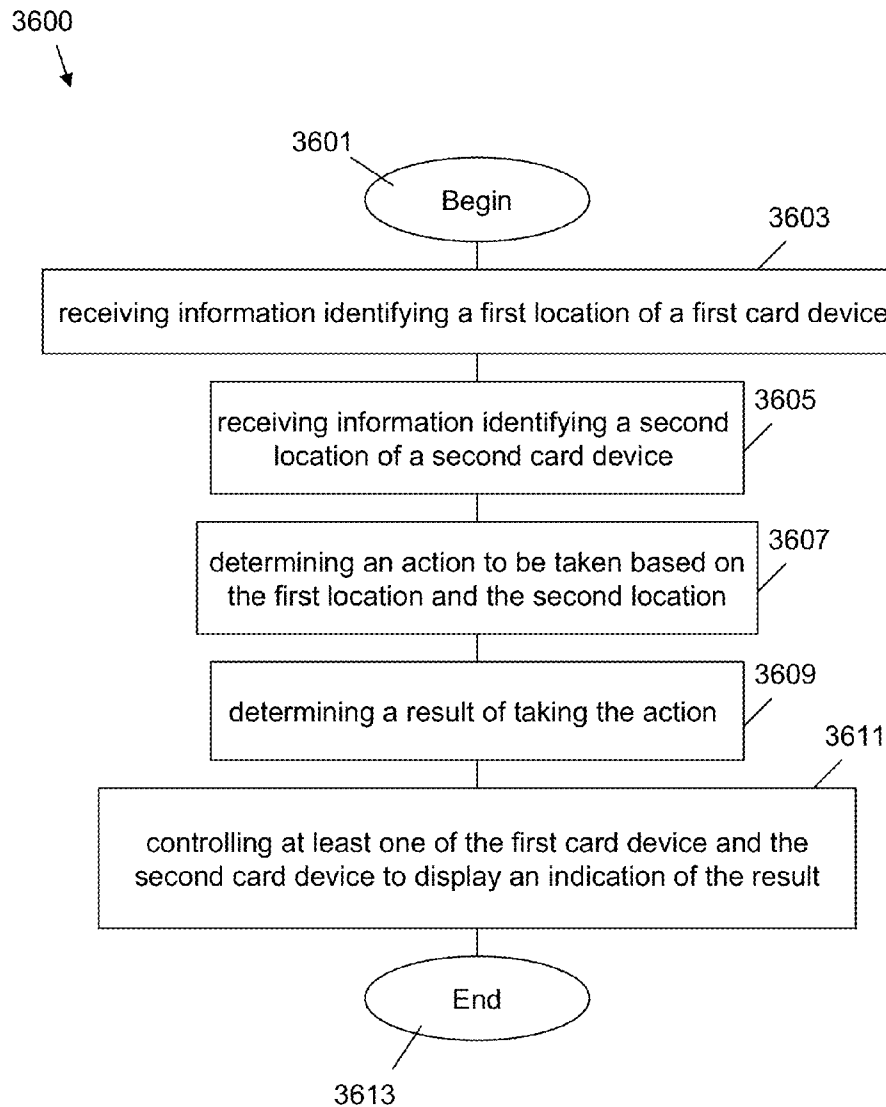 3600
3601
Begin
3603
receiving information identifying a first location of a first card device
3605
receiving information identifying a second
location of a second card device
3607
determining an action to be taken based on
the first location and the second location
3609
determining a result of taking the action
3611
controlling at least one of the first card device and the
second card device to display an indication of the result
End
3613